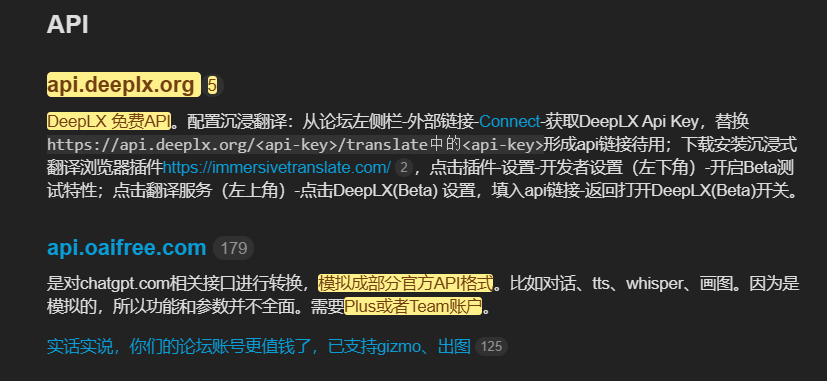 API
api.deeplx.org 5
DeepLX 免费API。配置沉浸翻译：从论坛左侧栏-外部链接-Connect-获取DeepLX Api Key，替换
https://api.deeplx.org/<api-key>/translate中的<api-key>形成api链接待用；下载安装沉浸式
翻译浏览器插件https://immersivetranslate.com/ 2 ，点击插件-设置-开发者设置（左下角）-开启Beta测
试特性；点击翻译服务（左上角）-点击DeepLX(Beta) 设置，填入api链接-返回打开DeepLX(Beta)开关。
api.oaifree.com 179
是对chatgpt.com相关接口进行转换，模拟成部分官方API格式。比如对话、tts、whisper、画图。因为是
模拟的，所以功能和参数并不全面。需要Plus或者Team账户。
实话实说，你们的论坛账号更值钱了，已支持gizmo、出图 125